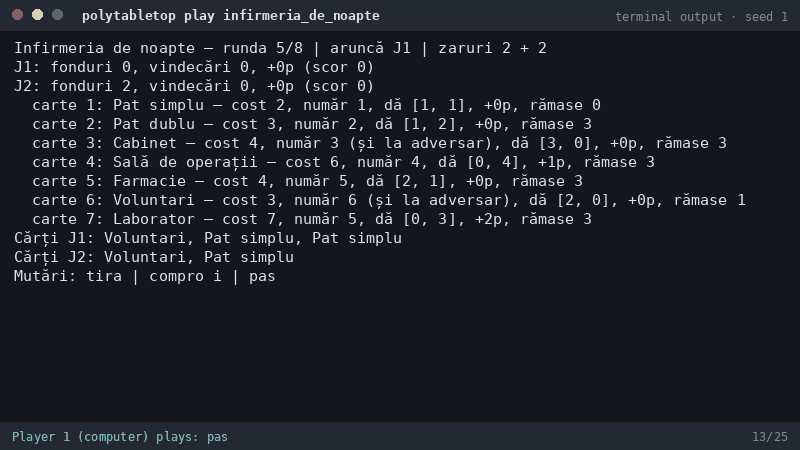 polytabletop play infirmeria_de_noapte
terminal output · seed 1
Infirmeria de noapte — runda 5/8 | aruncă J1 | zaruri 2 + 2
J1: fonduri 0, vindecări 0, +0p (scor 0)
J2: fonduri 2, vindecări 0, +0p (scor 0)
carte 1: Pat simplu — cost 2, număr 1, dă [1, 1], +0p, rămase 0
carte 2: Pat dublu — cost 3, număr 2, dă [1, 2], +0p, rămase 3
carte 3: Cabinet — cost 4, număr 3 (și la adversar), dă [3, 0], +0p, rămase 3
carte 4: Sală de operații — cost 6, număr 4, dă [0, 4], +1p, rămase 3
carte 5: Farmacie — cost 4, număr 5, dă [2, 1], +0p, rămase 3
carte 6: Voluntari — cost 3, număr 6 (și la adversar), dă [2, 0], +0p, rămase 1
carte 7: Laborator — cost 7, număr 5, dă [0, 3], +2p, rămase 3
Cărți J1: Voluntari, Pat simplu, Pat simplu
Cărți J2: Voluntari, Pat simplu
Mutări: tira | compro i | pas
Player 1 (computer) plays: pas
13/25